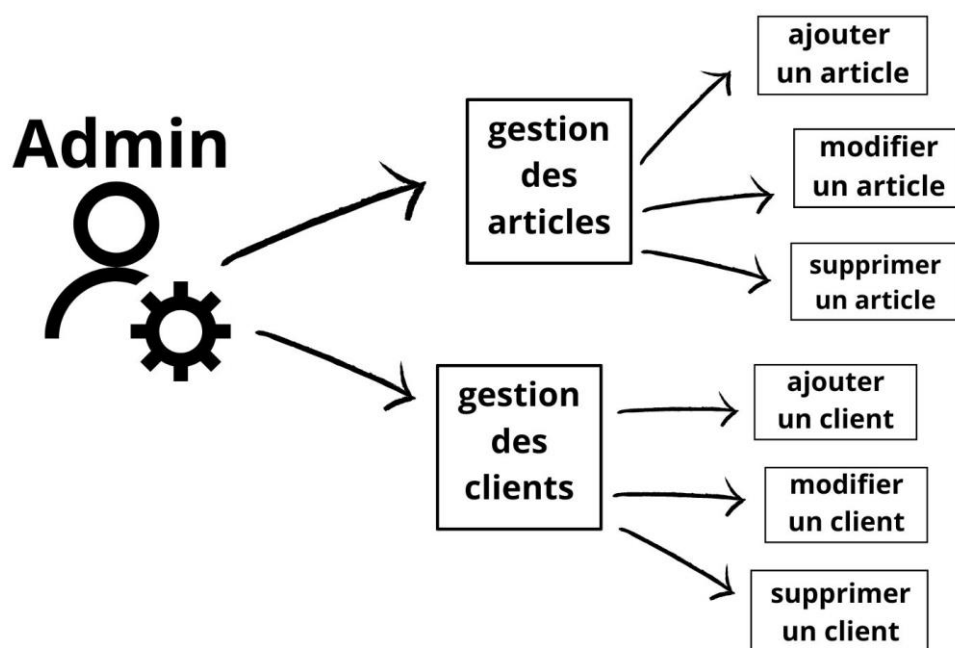 Admin
gestion
des
articles
ajouter
un article
modifier
un article
supprimer
un article
gestion
des
clients
ajouter
un client
modifier
un client
supprimer
un client